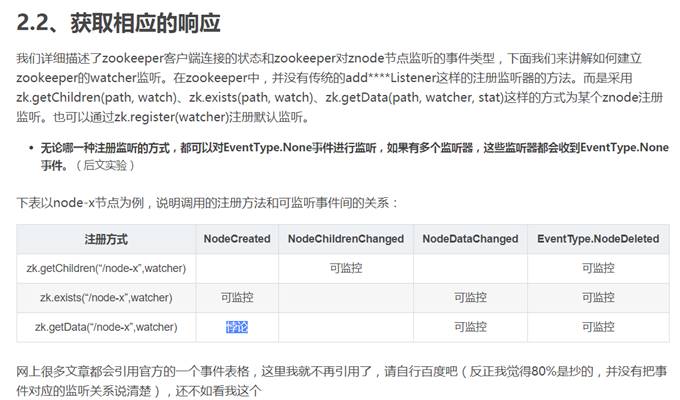 2.2、获取相应的响应
我们详细描述了zookeeper客户端连接的状态和zookeeper对znode节点监听的事件类型，下面我们来讲解如何建立
zookeeper的watcher监听。在zookeeper中，并没有传统的add****Listener这样的注册监听器的方法。而是采用
zk.getChildren(path, watch)、zk.exists(path, watch)、zk.getData(path, watcher, stat)这样的方式为某个znode注册
监听。也可以通过zk.register(watcher)注册默认监听。
• 无论哪一种注册监听的方式，都可以对EventType.None事件进行监听，如果有多个监听器，这些监听器都会收到EventType.None
事件。（后文实验）
下表以node-x节点为例，说明调用的注册方法和可监听事件间的关系：
注册方式 NodeCreated NodeChildrenChanged NodeDataChanged EventType.NodeDeleted
zk.getChildren(“/node-x”,watcher) 可监控 可监控
zk.exists(“/node-x”,watcher) 可监控 可监控 可监控
zk.getData(“/node-x”,watcher) 悖论 可监控 可监控
网上很多文章都会引用官方的一个事件表格，这里我就不再引用了，请自行百度吧（反正我觉得80%是抄的，并没有把事
件对应的监听关系说清楚），还不如看我这个